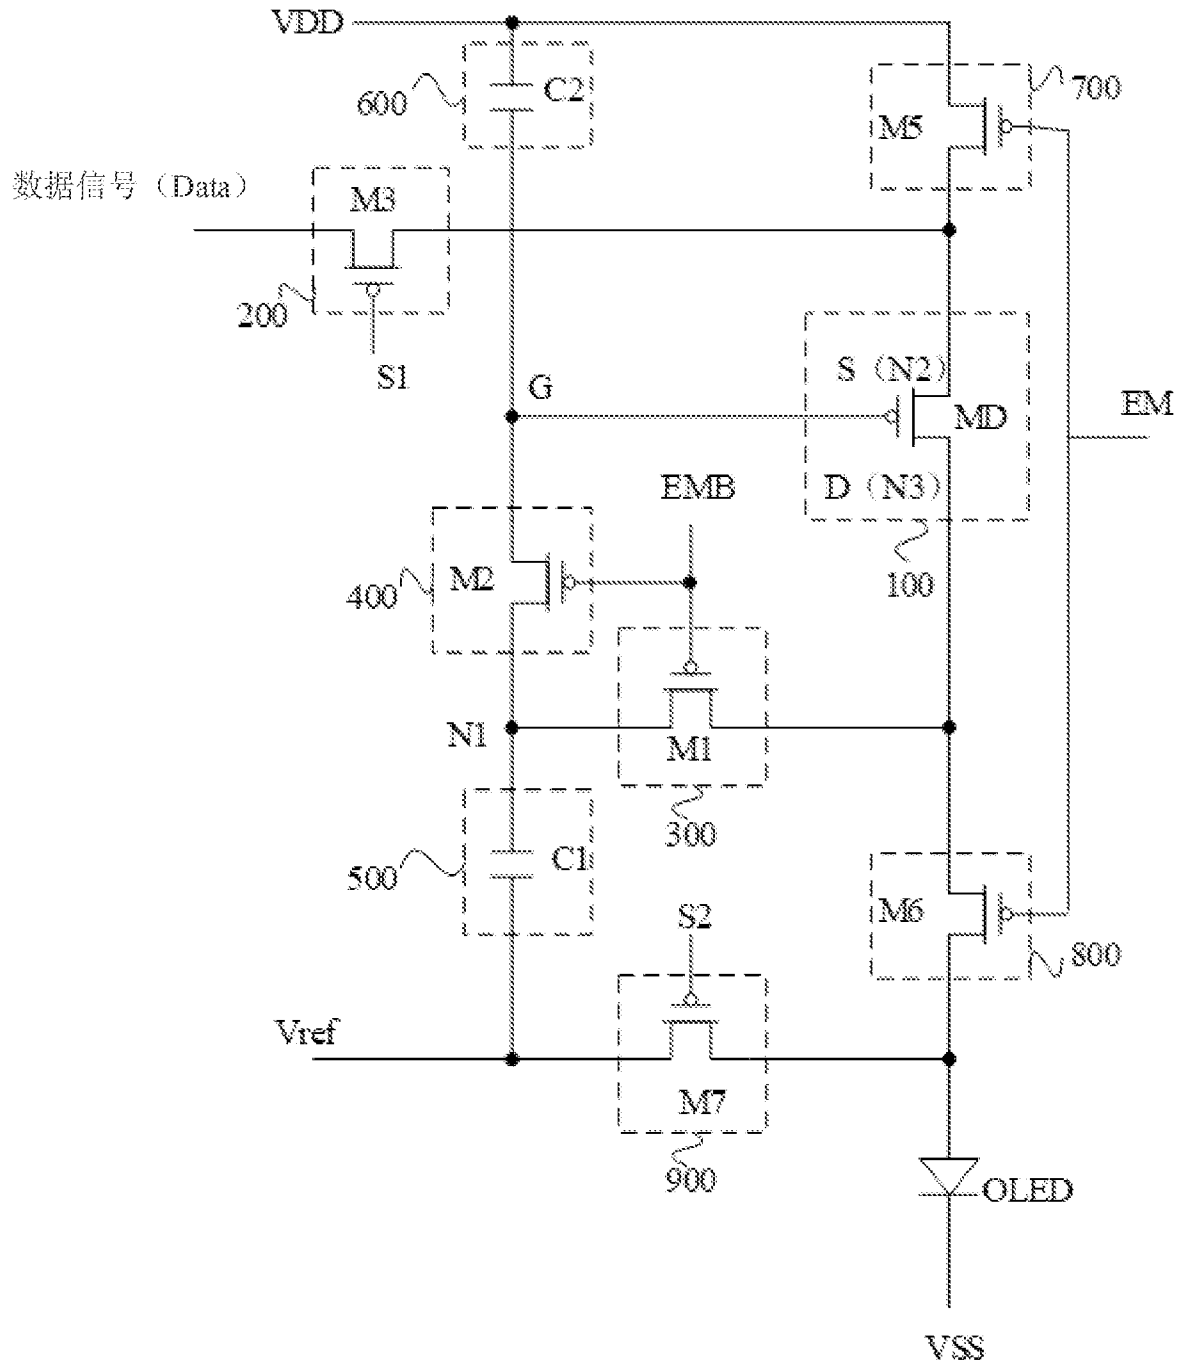 VDD
C2
600
700
M5
数据信号（Data）
M3
200
S1
G
S（N2）
MD
EM
D（N3）
EMB
100
M2
400
N1
M1
300
C1
500
M6
S2
800
Vref
M7
900
OLED
VSS